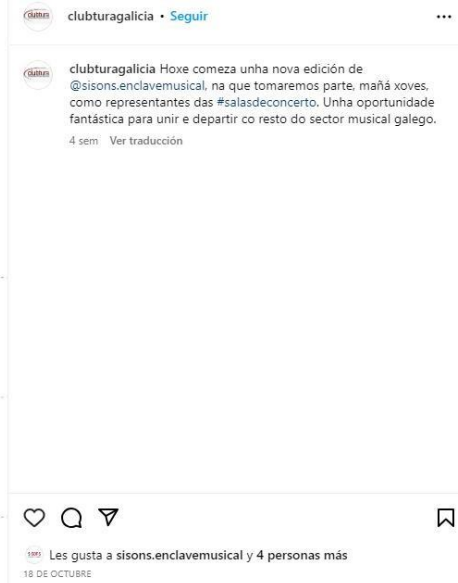 clubtura
clubturagalicia • Seguir
clubtura
clubturagalicia Hoxe comeza unha nova edición de
@sisons.enclavemusical, na que tomaremos parte, mañá xoves,
como representantes das #salasdeconcerto. Unha oportunidade
fantástica para unir e departir co resto do sector musical galego.
4 sem Ver traducción
Les gusta a sisons.enclavemusical y 4 personas más
18 DE OCTUBRE